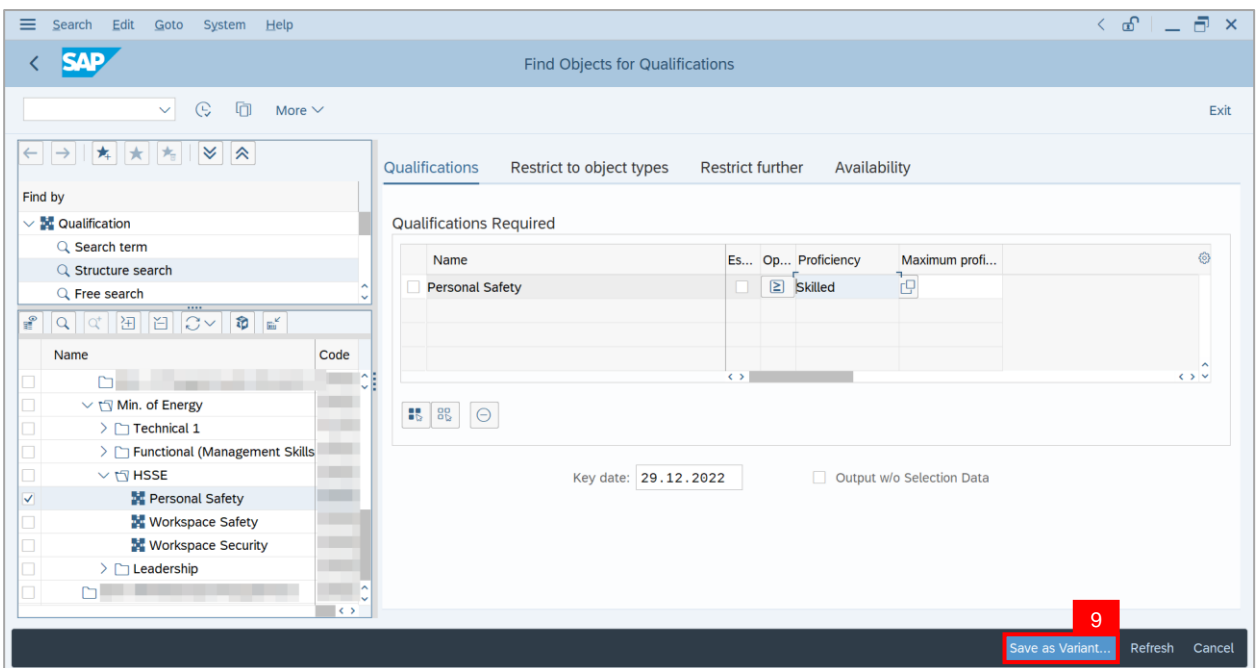 Search Edit Goto System Help
SAP
Find Objects for Qualifications
More
Exit
Find by
Qualification
Search term
Structure search
Free search
Name Code
Min. of Energy
Technical 1
Functional (Management Skills
HSSE
Personal Safety
Workspace Safety
Workspace Security
Leadership
Qualifications Restrict to object types Restrict further Availability
Qualifications Required
Name Es... Op... Proficiency Maximum profi...
Personal Safety ≥ Skilled
Key date: 29.12.2022 Output w/o Selection Data
9
Save as Variant... Refresh Cancel